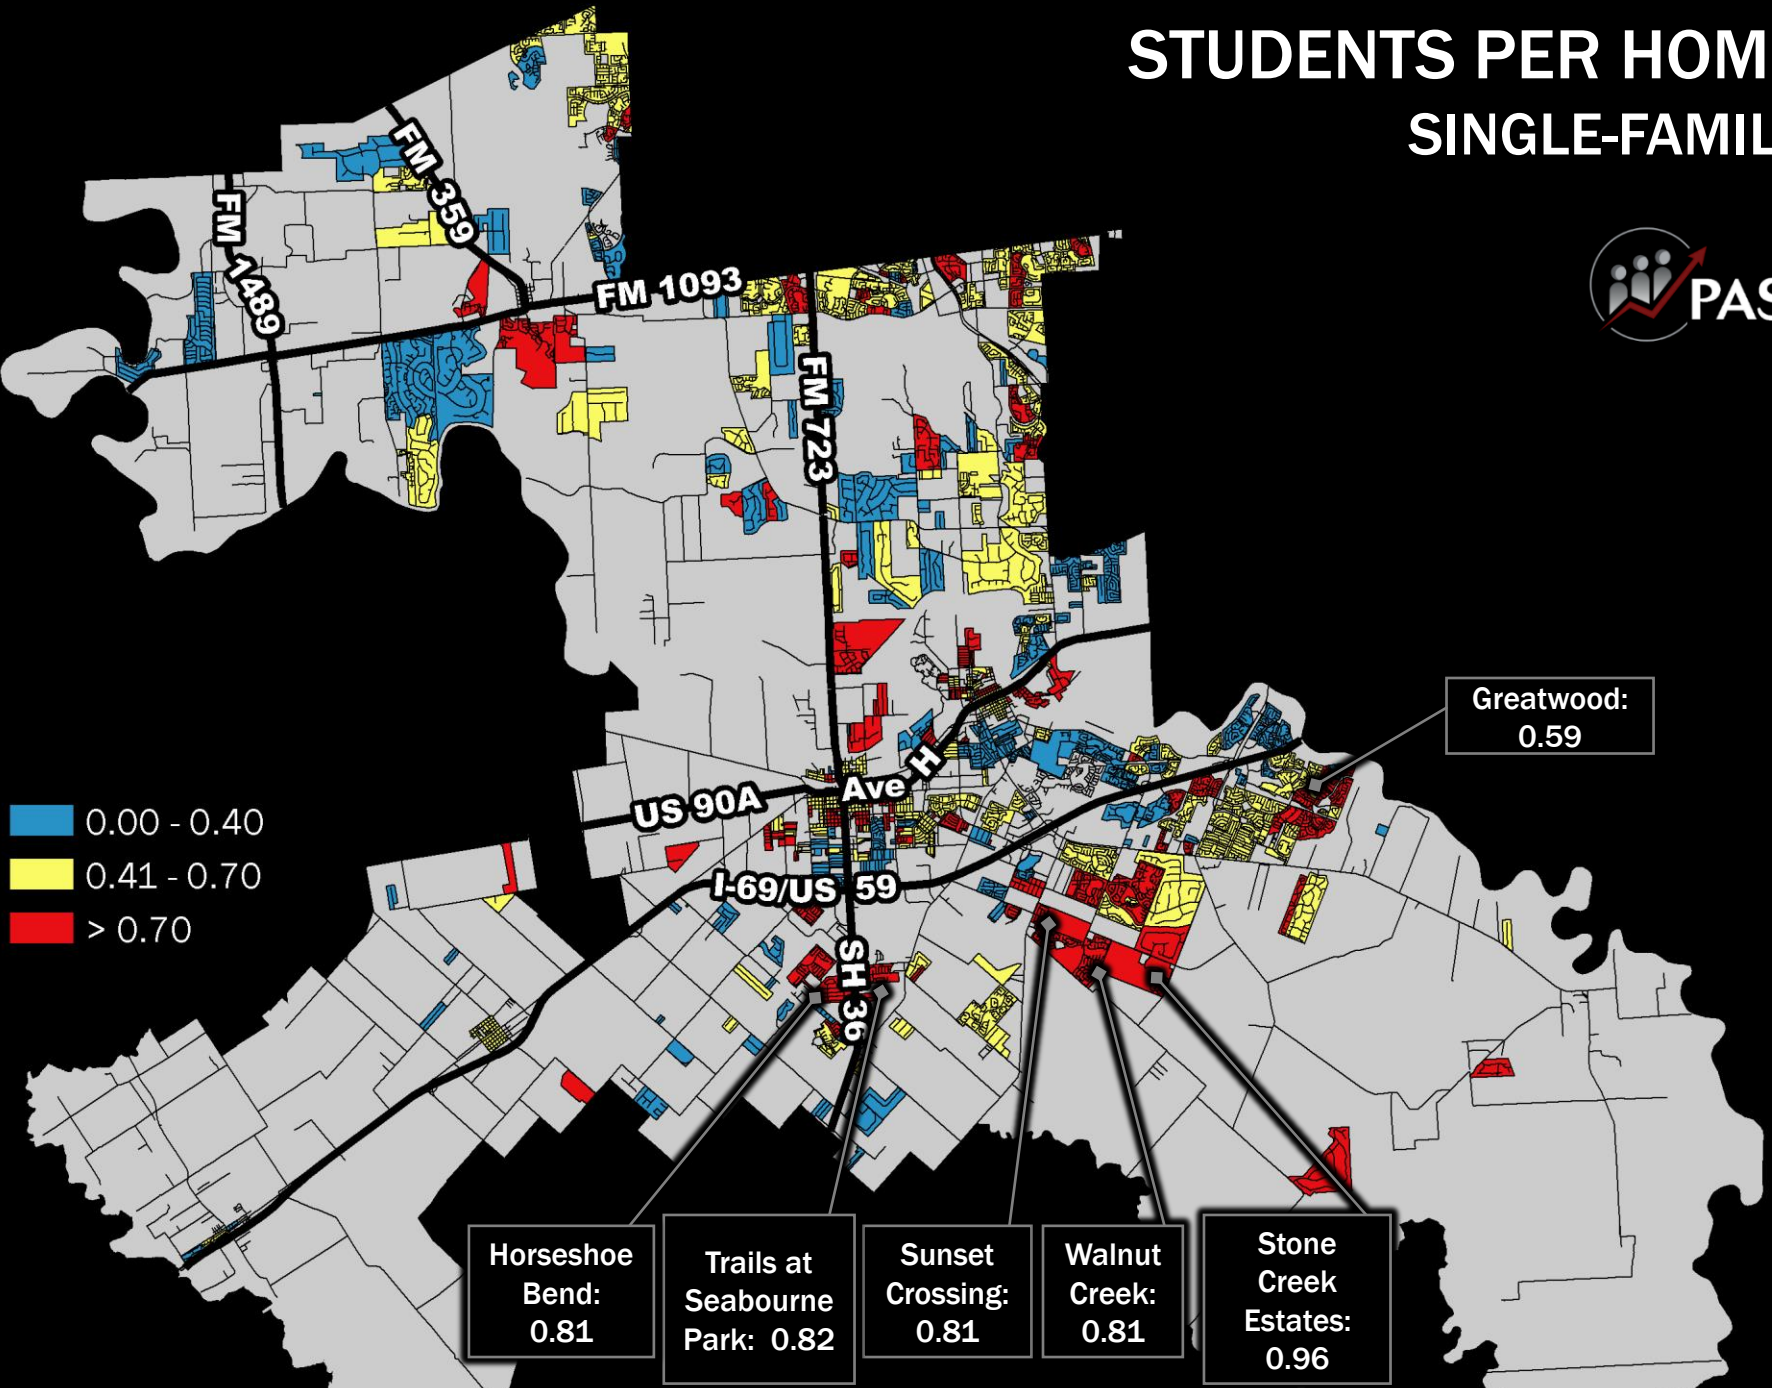 STUDENTS PER HOM
SINGLE-FAMIL
PAS
FM 359
FM 1489
FM 1093
FM 723
Greatwood:
0.59
Ave H
US 90A
0.00 - 0.40
0.41 - 0.70
> 0.70
I-69/US 59
SH 36
Horseshoe
Bend:
0.81
Trails at
Seabourne
Park: 0.82
Sunset
Crossing:
0.81
Walnut
Creek:
0.81
Stone
Creek
Estates:
0.96